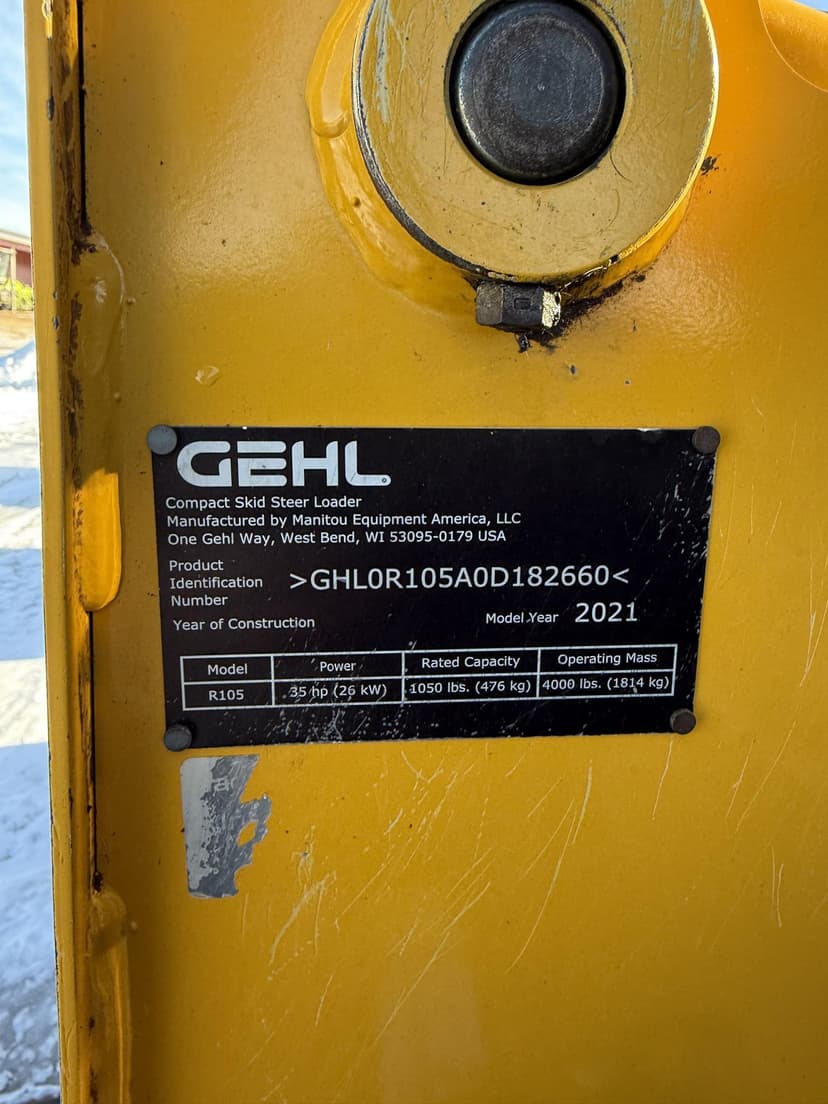 GEHL
Compact Skid Steer Loader
Manufactured by Manitou Equipment America, LLC
One Gehl Way, West Bend, WI 53095-0179 USA
Product
Identification
Number
>GHL0R105A0D182660<
Year of Construction
Model Year 2021
Model Power Rated Capacity Operating Mass
R105 35 hp (26 kW) 1050 lbs. (476 kg) 4000 lbs. (1814 kg)